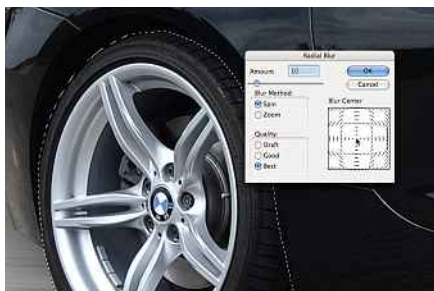 Radial Blur
Amount: 10
OK
Cancel
Blur Method:
Spin
Zoom
Blur Center
Quality:
Draft
Good
Best